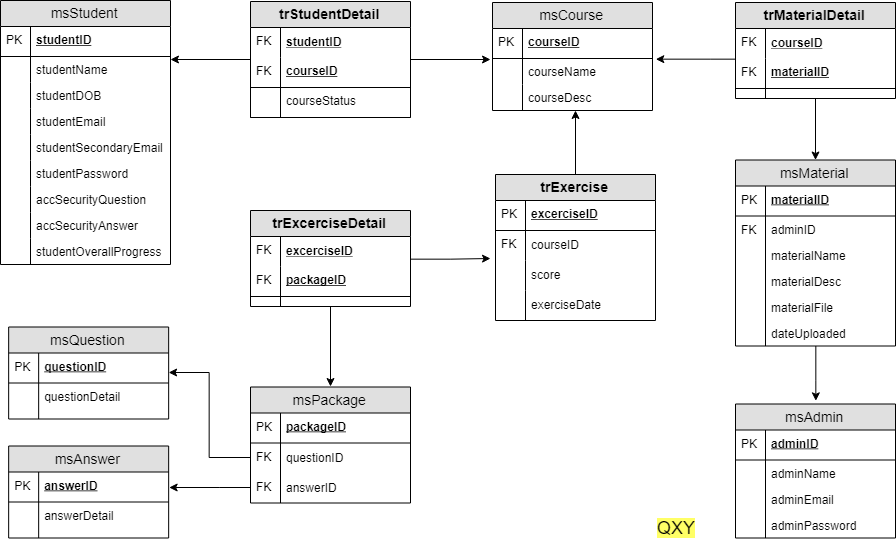 msStudent
PK studentID
studentName
studentDOB
studentEmail
studentSecondaryEmail
studentPassword
accSecurityQuestion
accSecurityAnswer
studentOverallProgress
trStudentDetail
FK studentID
FK courseID
courseStatus
msCourse
PK courseID
courseName
courseDesc
trMaterialDetail
FK courseID
FK materialID
trExcerciseDetail
FK excerciseID
FK packageID
trExercise
PK excerciseID
FK courseID
score
exerciseDate
msMaterial
PK materialID
FK adminID
materialName
materialDesc
materialFile
dateUploaded
msQuestion
PK questionID
questionDetail
msPackage
PK packageID
FK questionID
FK answerID
msAnswer
PK answerID
answerDetail
msAdmin
PK adminID
adminName
adminEmail
adminPassword
QXY